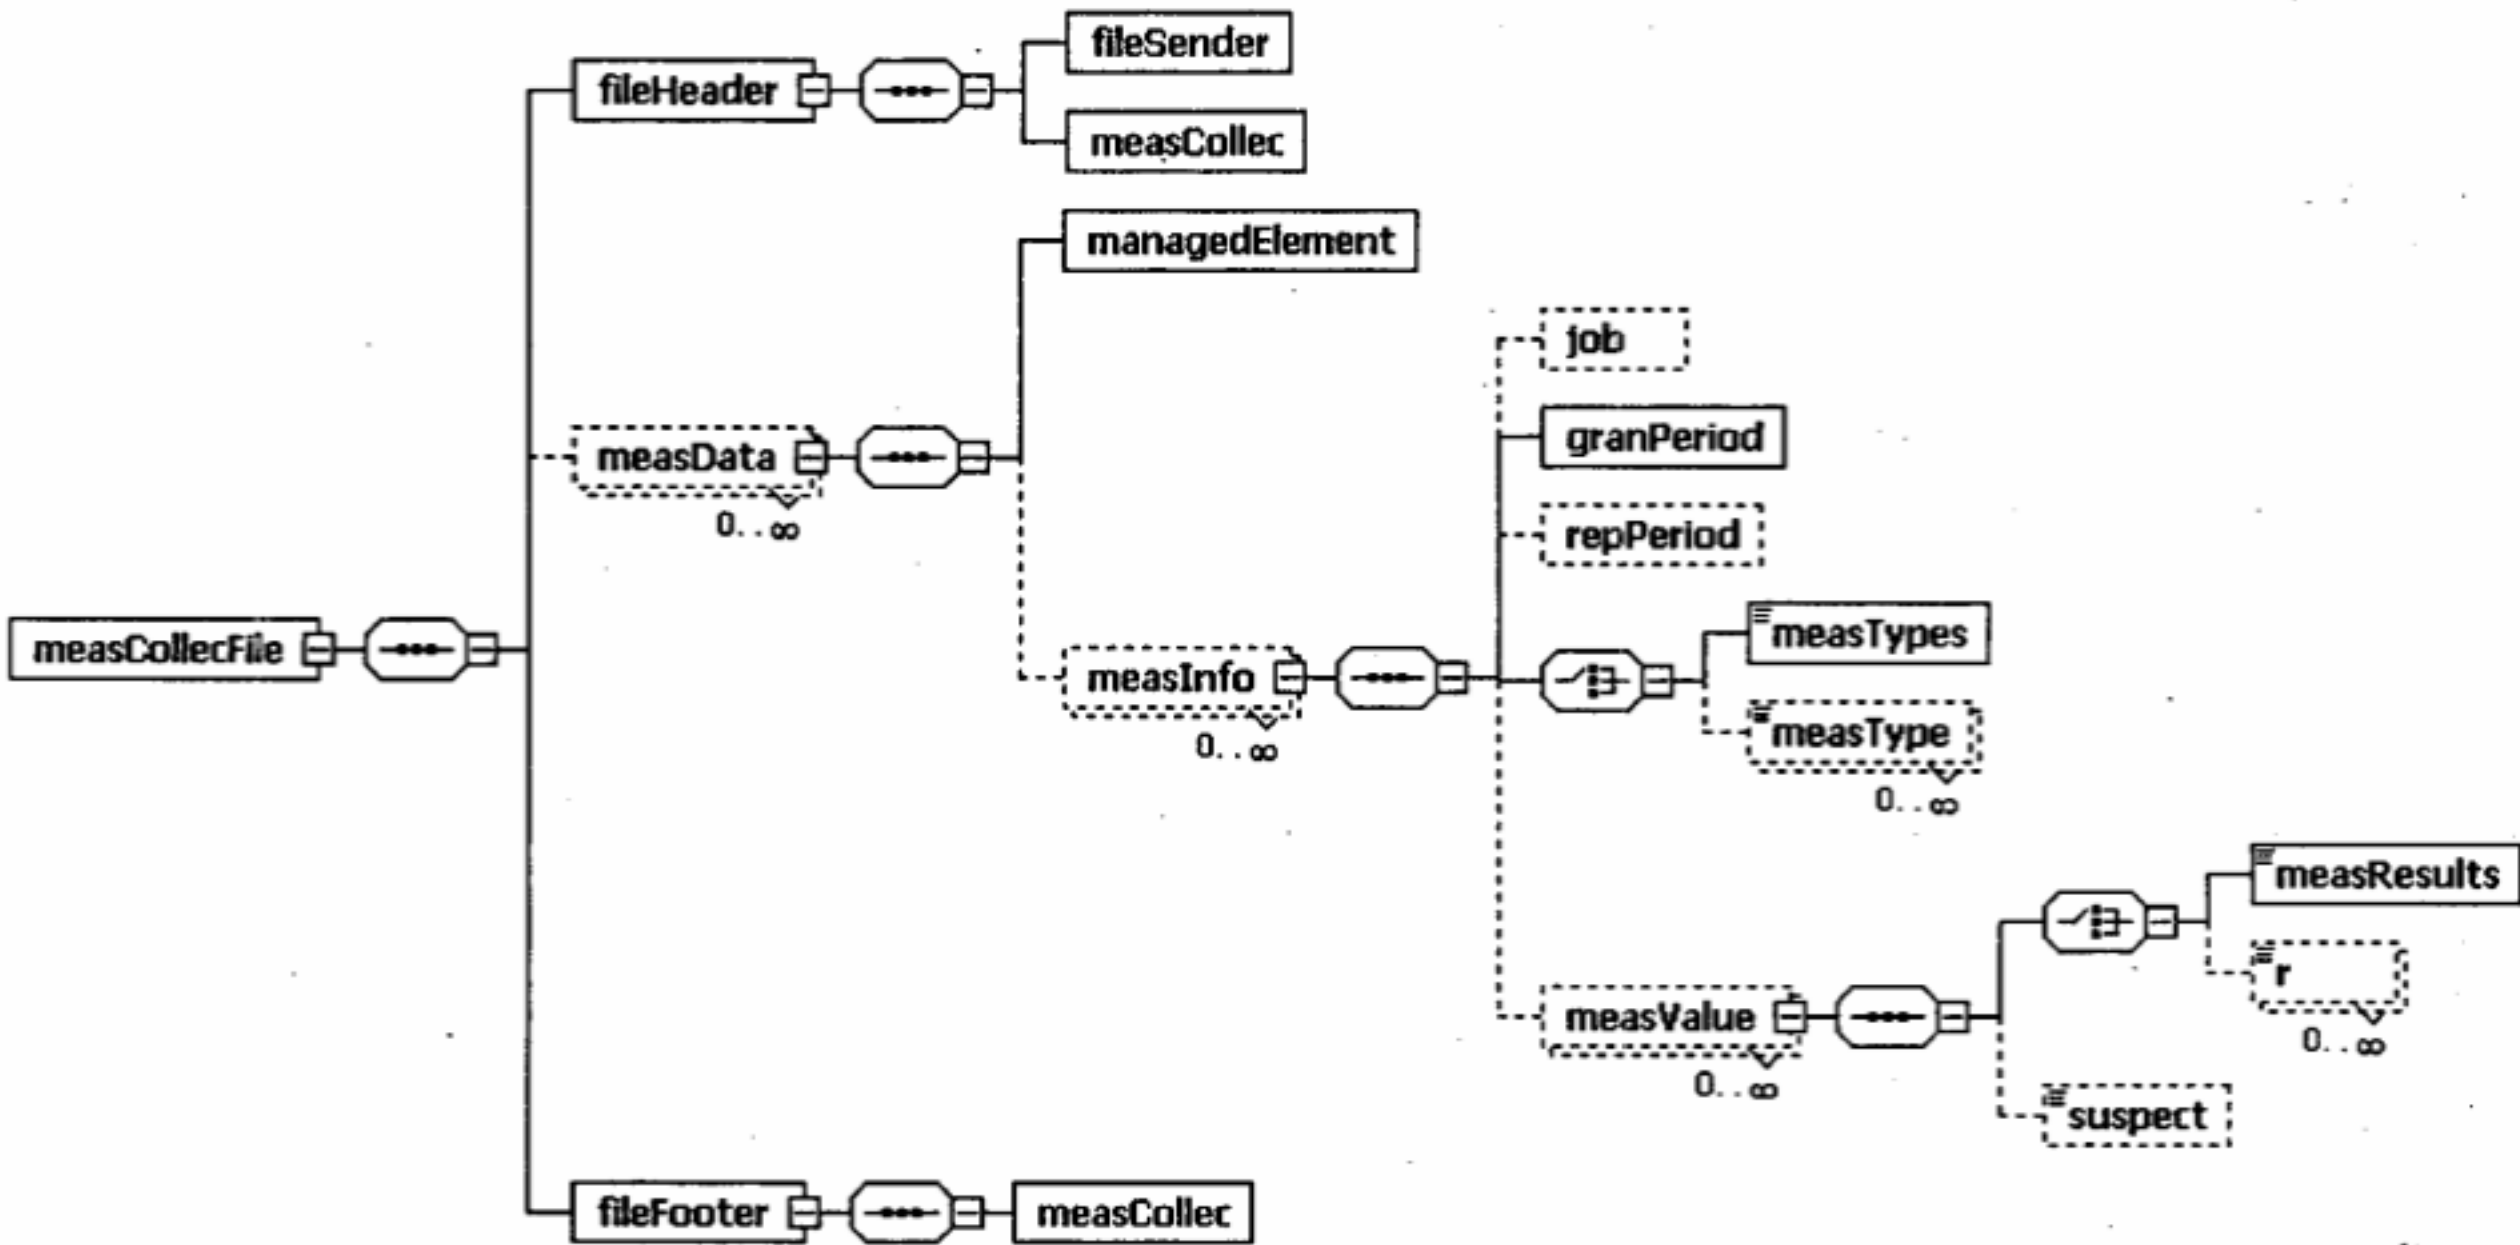 fileSender
fileHeader
measCollec
managedElement
job
granPeriod
measData
0..∞
repPeriod
measTypes
measCollecFile
measInfo
measType
0..∞
0..∞
measResults
r
measValue
0..∞
0..∞
suspect
fileFooter
measCollec